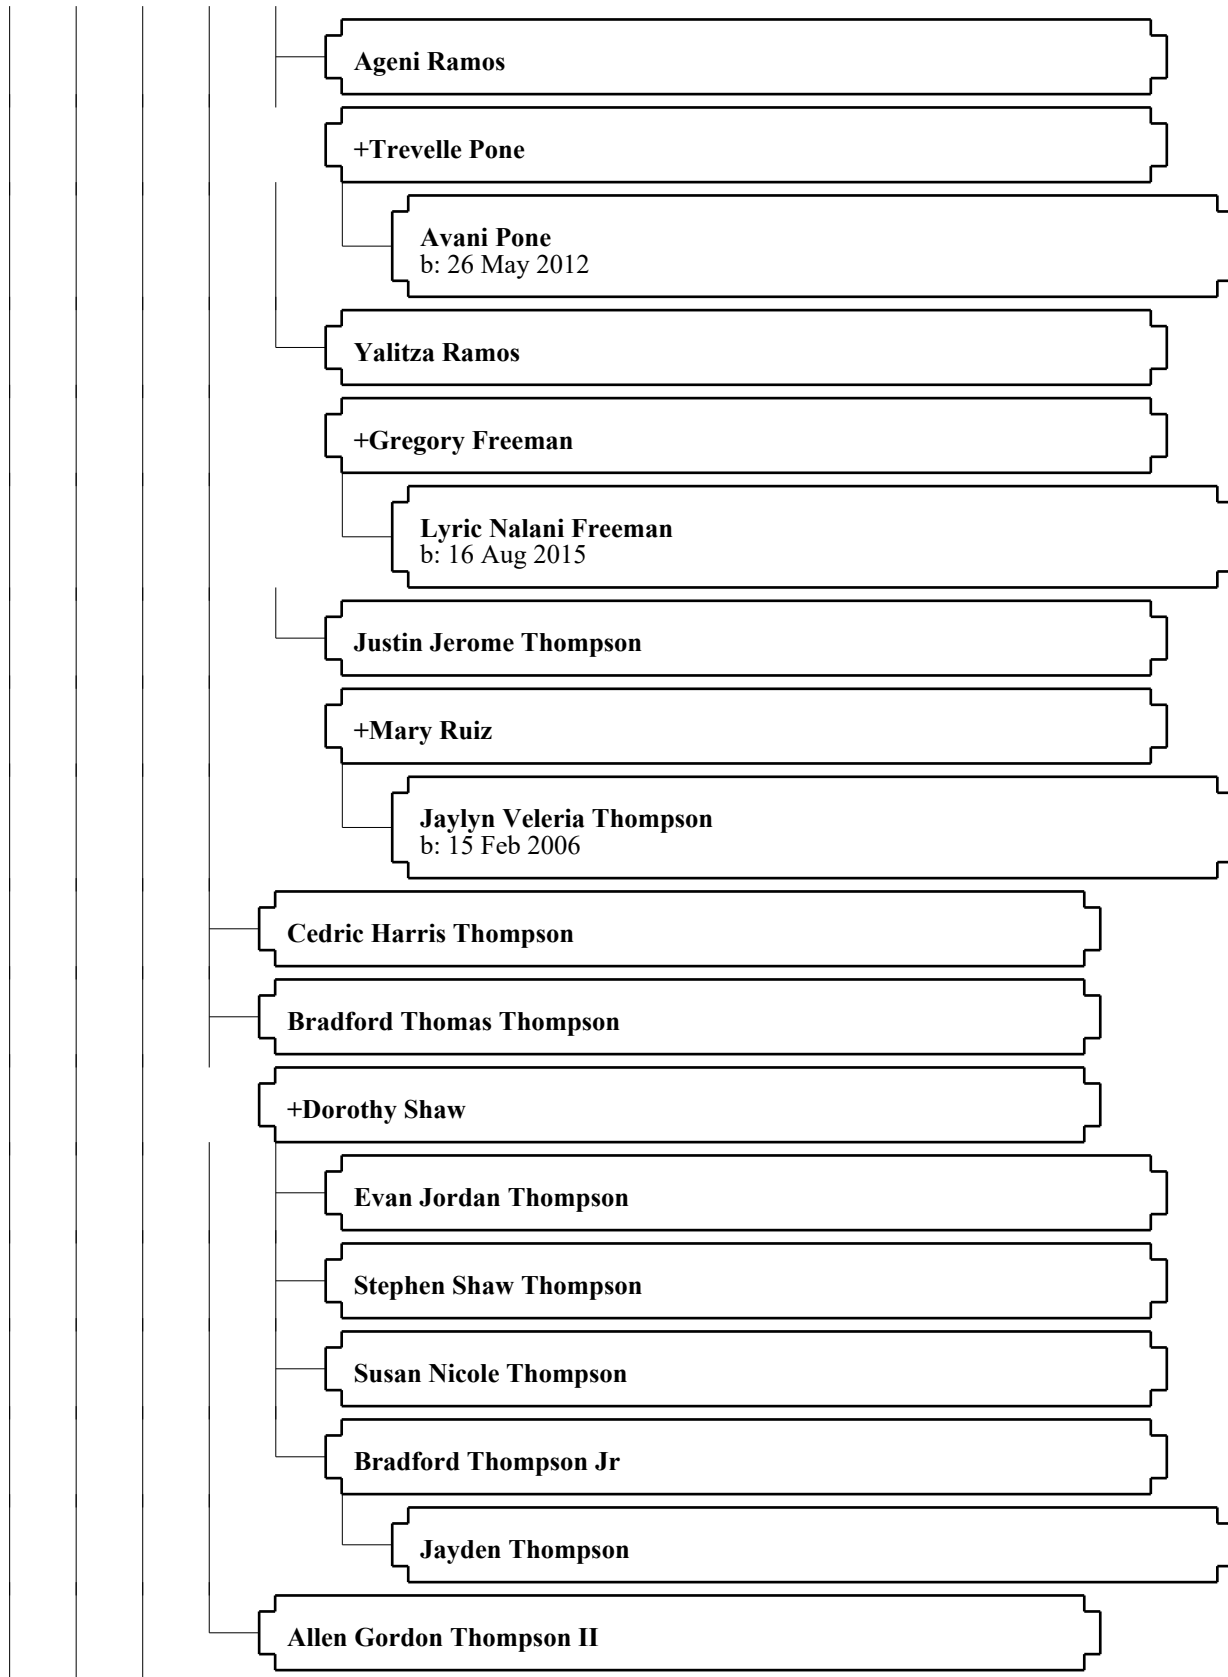 Ageni Ramos
+Trevelle Pone
Avani Pone
b: 26 May 2012
Yalitza Ramos
+Gregory Freeman
Lyric Nalani Freeman
b: 16 Aug 2015
Justin Jerome Thompson
+Mary Ruiz
Jaylyn Veleria Thompson
b: 15 Feb 2006
Cedric Harris Thompson
Bradford Thomas Thompson
+Dorothy Shaw
Evan Jordan Thompson
Stephen Shaw Thompson
Susan Nicole Thompson
Bradford Thompson Jr
Jayden Thompson
Allen Gordon Thompson II